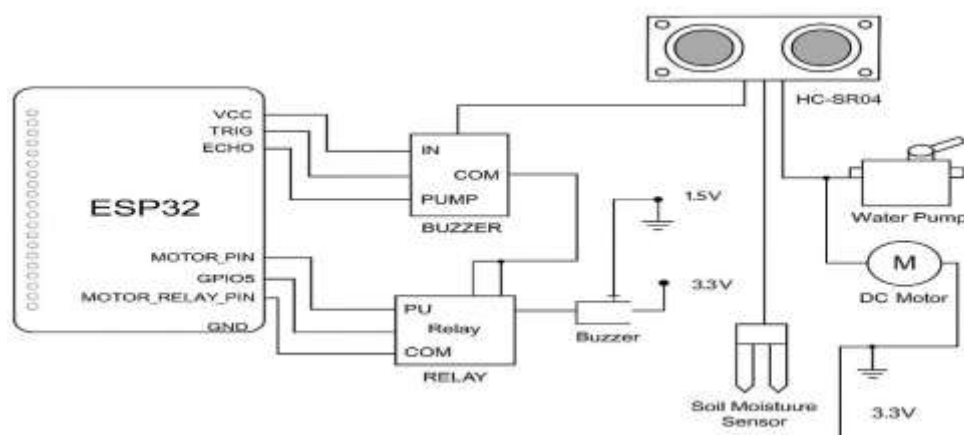 HC-SR04
VCC
TRIG
ECHO
IN
COM
PUMP
BUZZER
ESP32
1.5V
Water Pump
M
DC Motor
MOTOR_PIN
GPIO5
MOTOR_RELAY_PIN
GND
PU
Relay
COM
RELAY
3.3V
Buzzer
Soil Moistuure
Sensor
3.3V